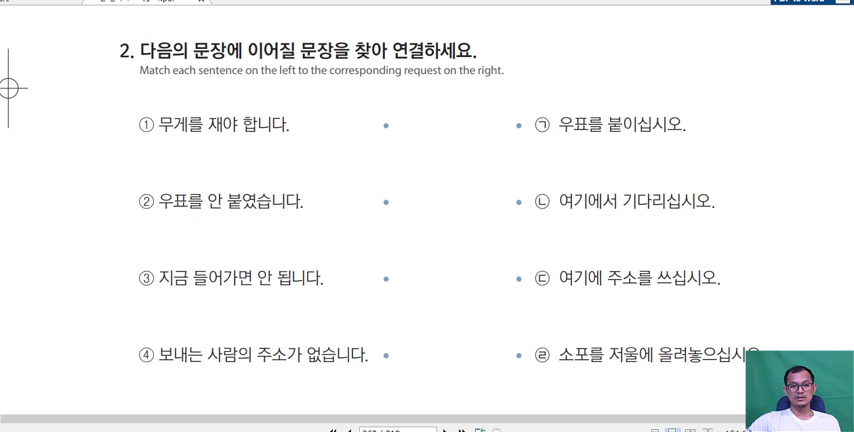 2. 다음의 문장에 이어질 문장을 찾아 연결하세요.
Match each sentence on the left to the corresponding request on the right.
① 무게를 재야 합니다. ㉠ 우표를 붙이십시오.
② 우표를 안 붙였습니다. ㉡ 여기에서 기다리십시오.
③ 지금 들어가면 안 됩니다. ㉢ 여기에 주소를 쓰십시오.
④ 보내는 사람의 주소가 없습니다. ㉣ 소포를 저울에 올려놓으십시오